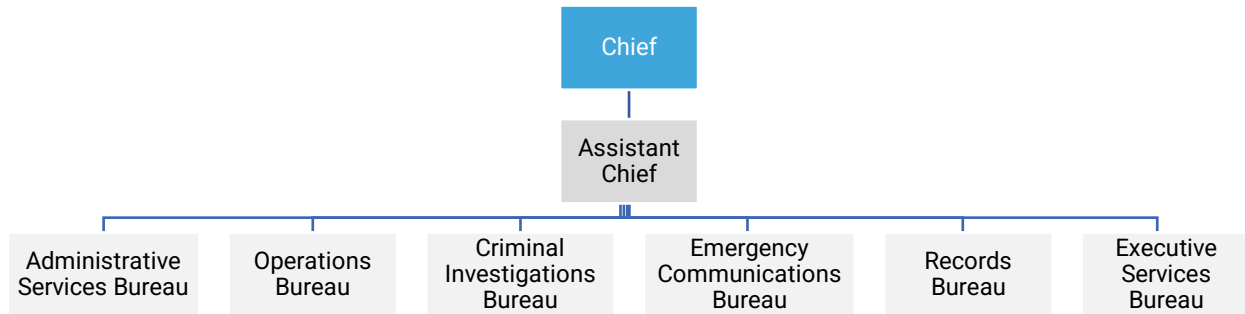 Chief
Assistant
Chief
Administrative
Services Bureau
Operations
Bureau
Criminal
Investigations
Bureau
Emergency
Communications
Bureau
Records
Bureau
Executive
Services
Bureau